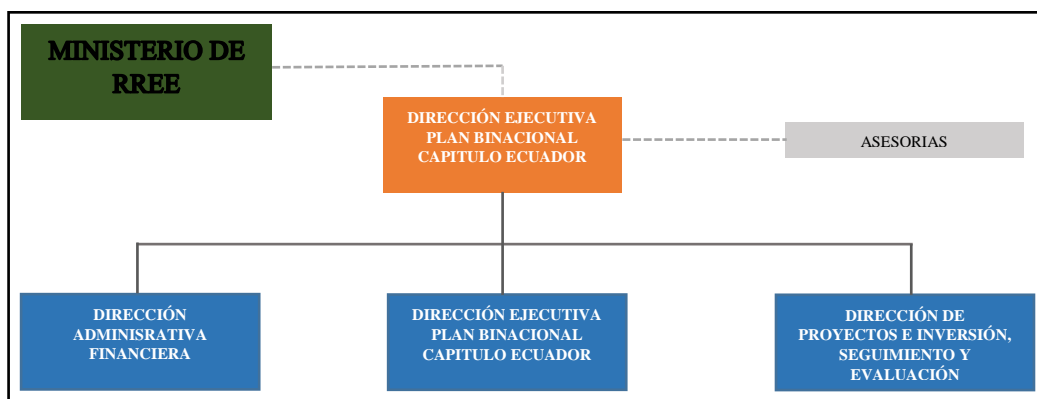 MINISTERIO DE
RREE
DIRECCIÓN EJECUTIVA
PLAN BINACIONAL
CAPITULO ECUADOR
ASESORIAS
DIRECCIÓN
ADMINISRATIVA
FINANCIERA
DIRECCIÓN EJECUTIVA
PLAN BINACIONAL
CAPITULO ECUADOR
DIRECCIÓN DE
PROYECTOS E INVERSIÓN,
SEGUIMIENTO Y
EVALUACIÓN